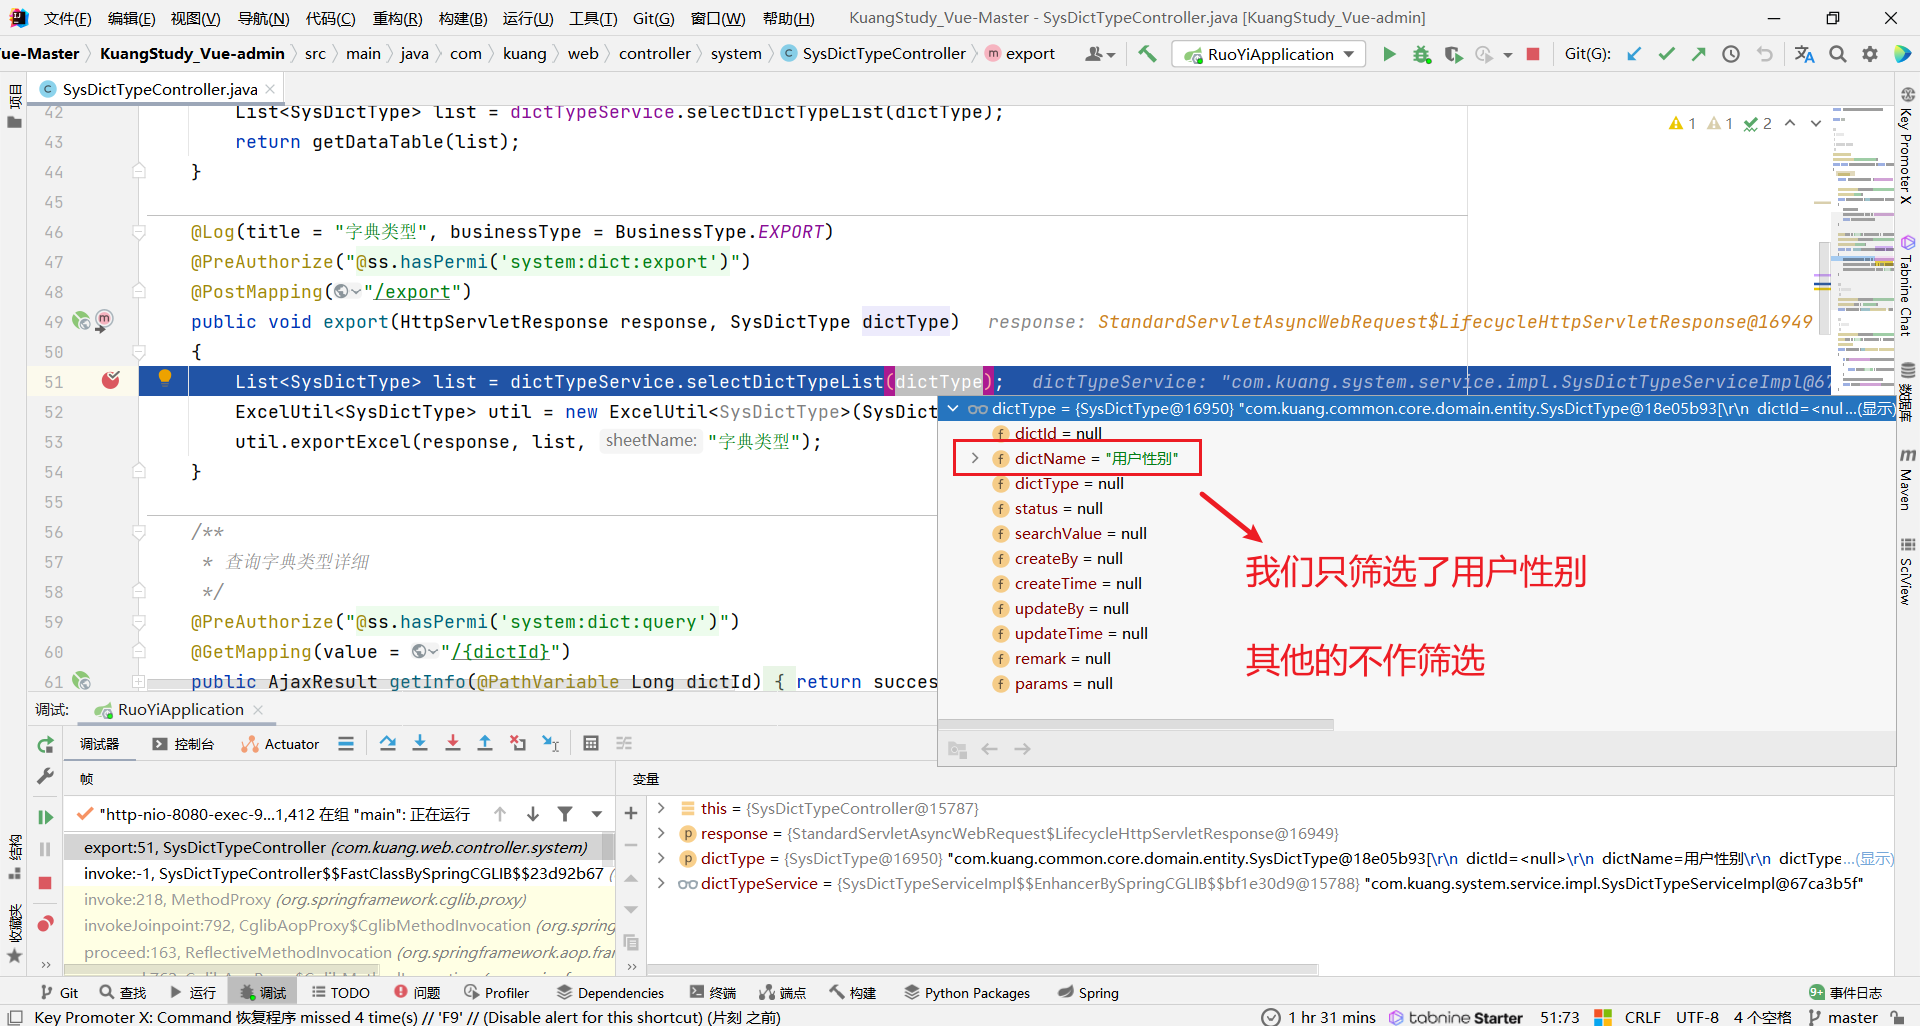 文件(F) 编辑(E) 视图(V) 导航(N) 代码(C) 重构(R) 构建(B) 运行(U) 工具(T) Git(G) 窗口(W) 帮助(H) KuangStudy_Vue-Master - SysDictTypeController.java [KuangStudy_Vue-admin]
ue-Master KuangStudy_Vue-admin src main java com kuang web controller system SysDictTypeController export RuoYiApplication Git(G):
SysDictTypeController.java
项目
42 List<SysDictType> list = dictTypeService.selectDictTypeList(dictType);
43 return getDataTable(list);
44 }
45
46 @Log(title = "字典类型", businessType = BusinessType.EXPORT)
47 @PreAuthorize("@ss.hasPermi('system:dict:export')")
48 @PostMapping("/export")
49 public void export(HttpServletResponse response, SysDictType dictType) response: StandardServletAsyncWebRequest$LifecycleHttpServletResponse@16949
50 {
51 List<SysDictType> list = dictTypeService.selectDictTypeList(dictType); dictTypeService: "com.kuang.system.service.impl.SysDictTypeServiceImpl@67
52 ExcelUtil<SysDictType> util = new ExcelUtil<SysDictType>(SysDict
53 util.exportExcel(response, list, sheetName: "字典类型");
54 }
55
56 /**
57 * 查询字典类型详细
58 */
59 @PreAuthorize("@ss.hasPermi('system:dict:query')")
60 @GetMapping(value = "/{dictId}")
61 public AjaxResult getInfo(@PathVariable Long dictId) { return succes
1 1 2
dictType = {SysDictType@16950} "com.kuang.common.core.domain.entity.SysDictType@18e05b93[\r\n dictId=<nul ...(显示)
dictId = null
dictName = "用户性别"
dictType = null
status = null
searchValue = null
createBy = null
createTime = null
updateBy = null
updateTime = null
remark = null
params = null
我们只筛选了用户性别
其他的不作筛选
Key Promoter X
Tabnine Chat
数据库
Maven
SciView
调试: RuoYiApplication
调试器 控制台 Actuator
帧
变量
"http-nio-8080-exec-9...1,412 在组 "main": 正在运行
export:51, SysDictTypeController (com.kuang.web.controller.system)
invoke:-1, SysDictTypeController$$FastClassBySpringCGLIB$$23d92b67 (
invoke:218, MethodProxy (org.springframework.cglib.proxy)
invokeJoinpoint:792, CglibAopProxy$CglibMethodInvocation (org.spring
proceed:163, ReflectiveMethodInvocation (org.springframework.aop.fran
this = {SysDictTypeController@15787}
response = {StandardServletAsyncWebRequest$LifecycleHttpServletResponse@16949}
dictType = {SysDictType@16950} "com.kuang.common.core.domain.entity.SysDictType@18e05b93[\r\n dictId=<null>\r\n dictName=用户性别\r\n dictType ...(显示)
dictTypeService = {SysDictTypeServiceImpl$$EnhancerBySpringCGLIB$$bf1e30d9@15788} "com.kuang.system.service.impl.SysDictTypeServiceImpl@67ca3b5f"
结构
收藏夹
Git 查找 运行 调试 TODO 问题 Profiler Dependencies 终端 端点 构建 Python Packages Spring 9+ 事件日志
Key Promoter X: Command 恢复程序 missed 4 time(s) // 'F9' // (Disable alert for this shortcut) (片刻 之前) 1 hr 31 mins tabnine Starter 51:73 CRLF UTF-8 4 个空格 master